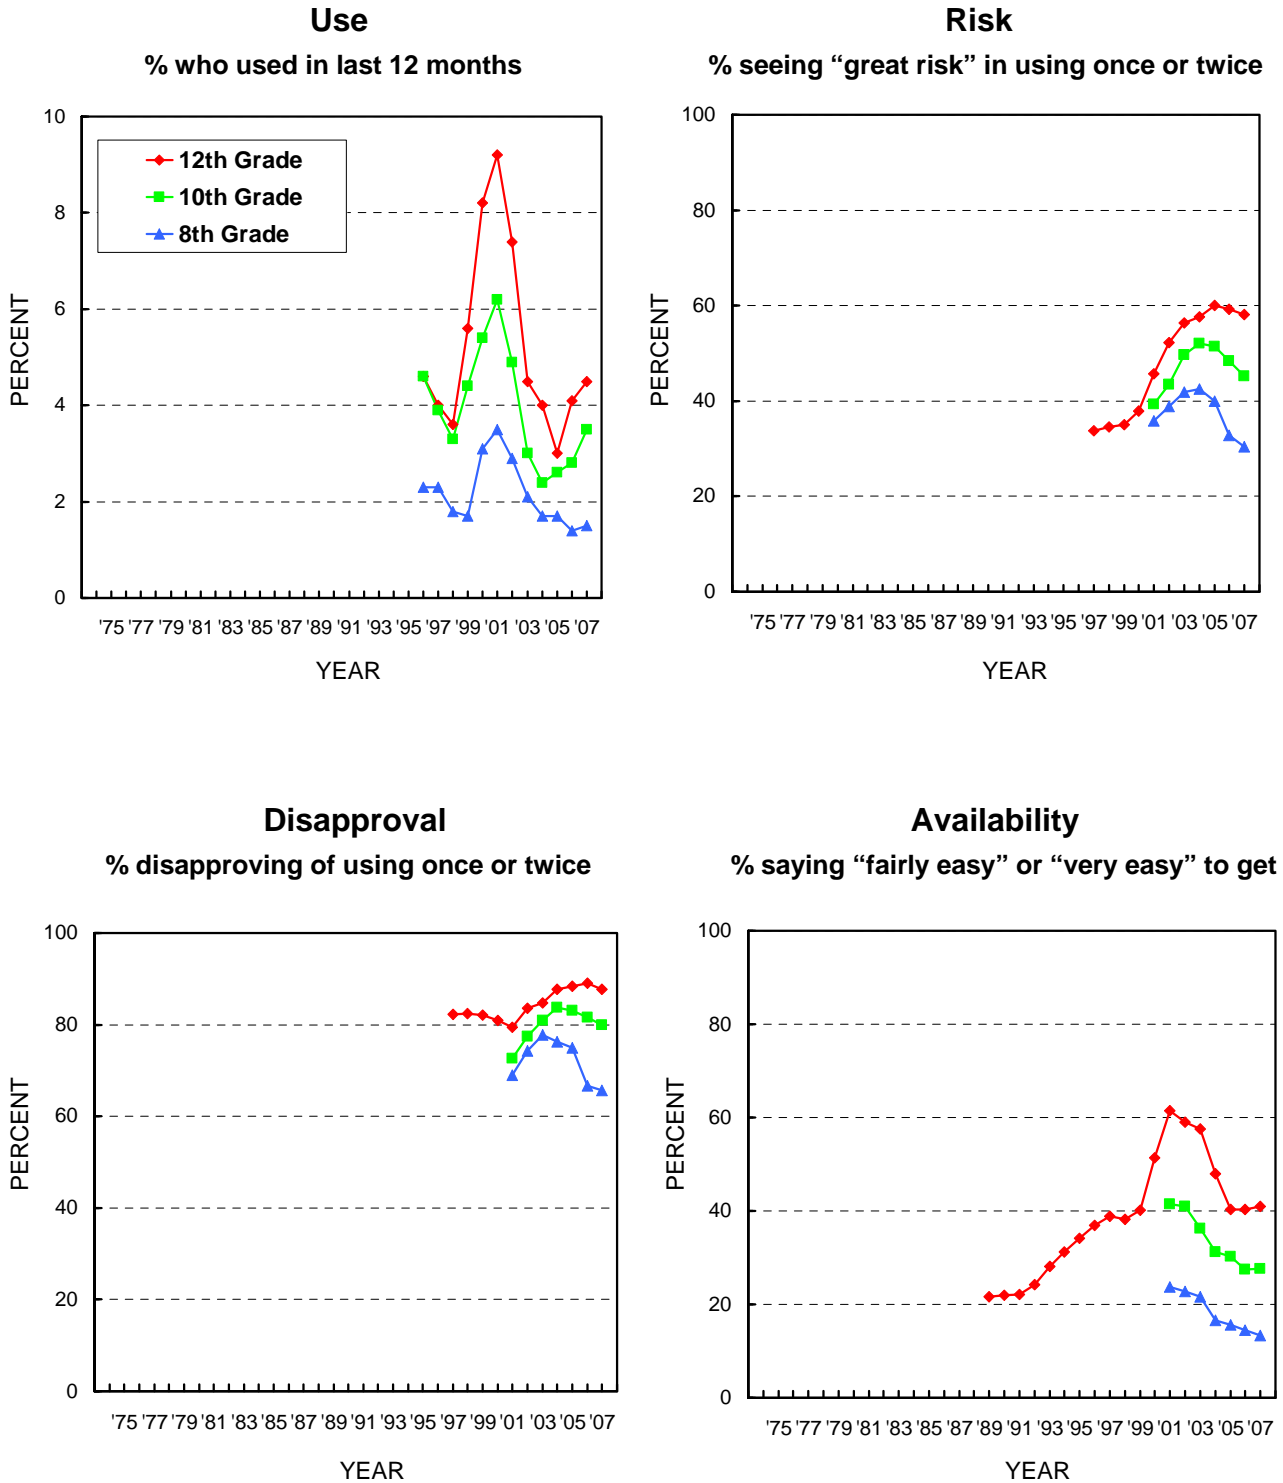 Use
% who used in last 12 months
10
8
6
4
2
0
PERCENT
12th Grade
10th Grade
8th Grade
'75 '77 '79 '81 '83 '85 '87 '89 '91 '93 '95 '97 '99 '01 '03 '05 '07
YEAR
Risk
% seeing “great risk” in using once or twice
100
80
60
40
20
0
PERCENT
'75 '77 '79 '81 '83 '85 '87 '89 '91 '93 '95 '97 '99 '01 '03 '05 '07
YEAR
Disapproval
% disapproving of using once or twice
100
80
60
40
20
0
PERCENT
'75 '77 '79 '81 '83 '85 '87 '89 '91 '93 '95 '97 '99 '01 '03 '05 '07
YEAR
Availability
% saying “fairly easy” or “very easy” to get
100
80
60
40
20
0
PERCENT
'75 '77 '79 '81 '83 '85 '87 '89 '91 '93 '95 '97 '99 '01 '03 '05 '07
YEAR